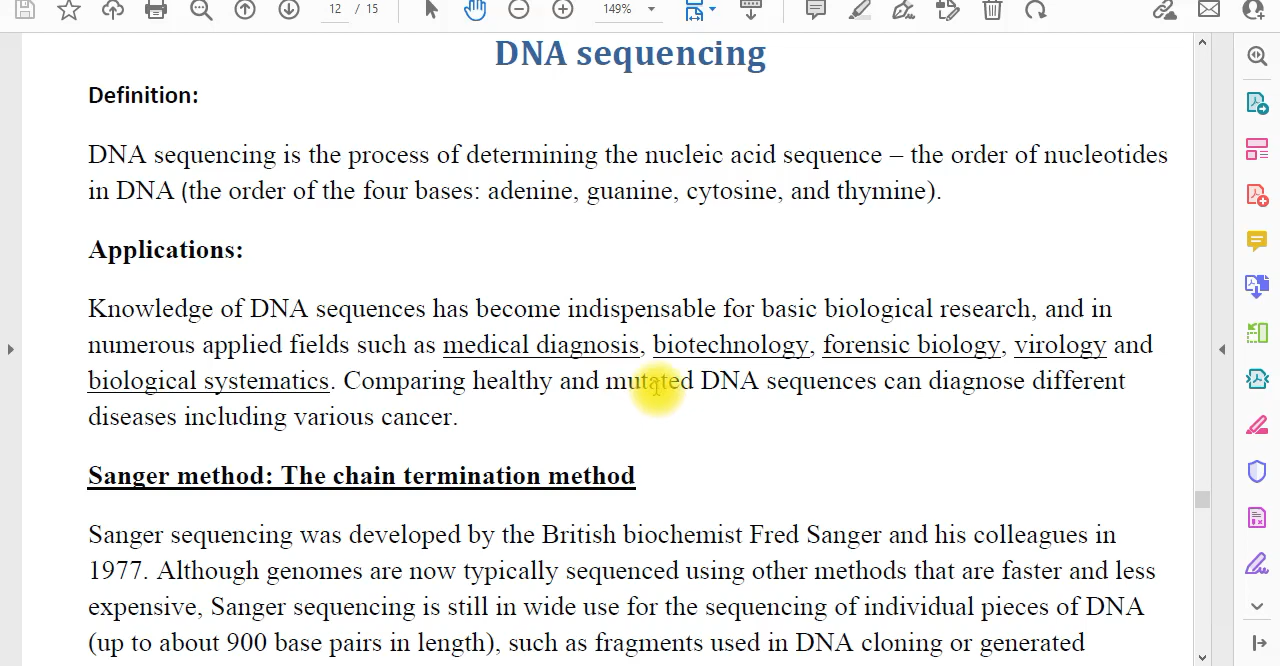 12 / 15
149%
DNA sequencing
Definition:
DNA sequencing is the process of determining the nucleic acid sequence – the order of nucleotides
in DNA (the order of the four bases: adenine, guanine, cytosine, and thymine).
Applications:
Knowledge of DNA sequences has become indispensable for basic biological research, and in
numerous applied fields such as medical diagnosis, biotechnology, forensic biology, virology and
biological systematics. Comparing healthy and mutated DNA sequences can diagnose different
diseases including various cancer.
Sanger method: The chain termination method
Sanger sequencing was developed by the British biochemist Fred Sanger and his colleagues in
1977. Although genomes are now typically sequenced using other methods that are faster and less
expensive, Sanger sequencing is still in wide use for the sequencing of individual pieces of DNA
(up to about 900 base pairs in length), such as fragments used in DNA cloning or generated